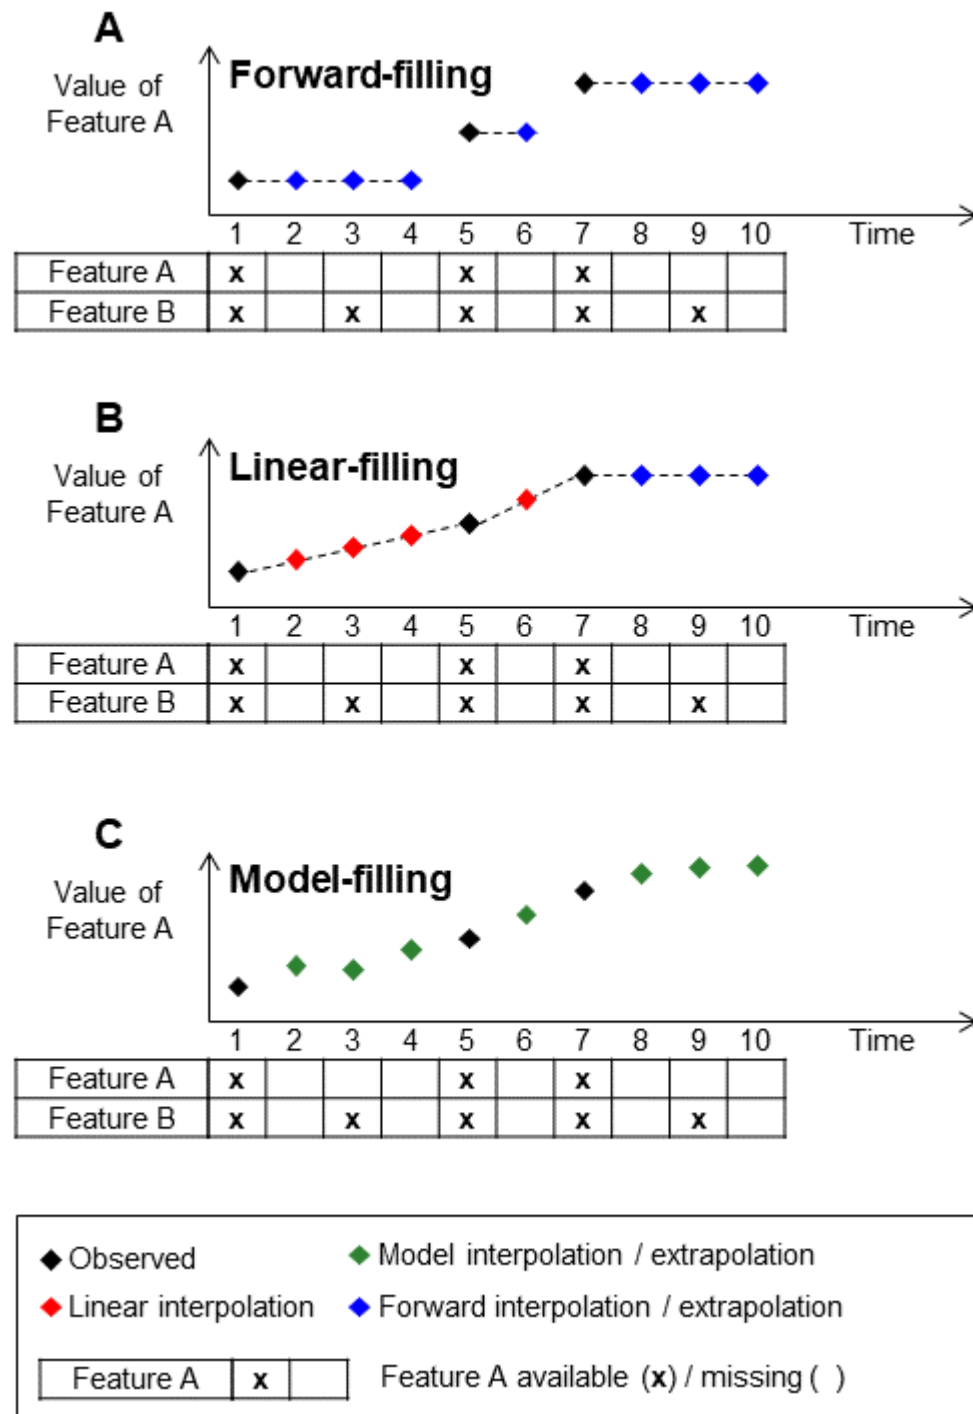 A
Value of
Feature A
Forward-filling
1 2 3 4 5 6 7 8 9 10 Time
Feature A x x x
Feature B x x x x x
B
Value of
Feature A
Linear-filling
1 2 3 4 5 6 7 8 9 10 Time
Feature A x x x
Feature B x x x x x
C
Value of
Feature A
Model-filling
1 2 3 4 5 6 7 8 9 10 Time
Feature A x x x
Feature B x x x x x
Observed Model interpolation / extrapolation
Linear interpolation Forward interpolation / extrapolation
Feature A x Feature A available (x) / missing ( )